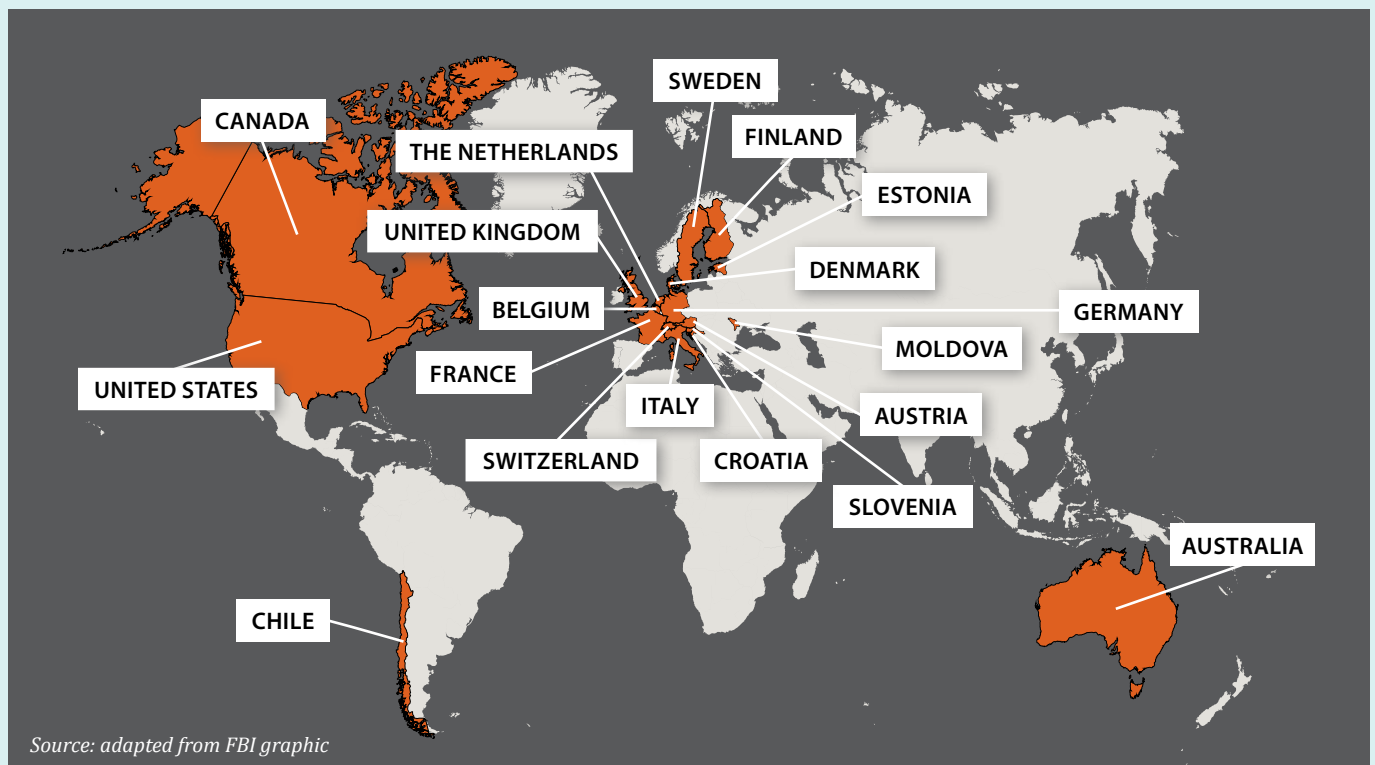 SWEDEN
CANADA
FINLAND
THE NETHERLANDS
ESTONIA
UNITED KINGDOM
DENMARK
BELGIUM
GERMANY
MOLDOVA
FRANCE
UNITED STATES
ITALY
AUSTRIA
SWITZERLAND
CROATIA
SLOVENIA
AUSTRALIA
CHILE
Source: adapted from FBI graphic